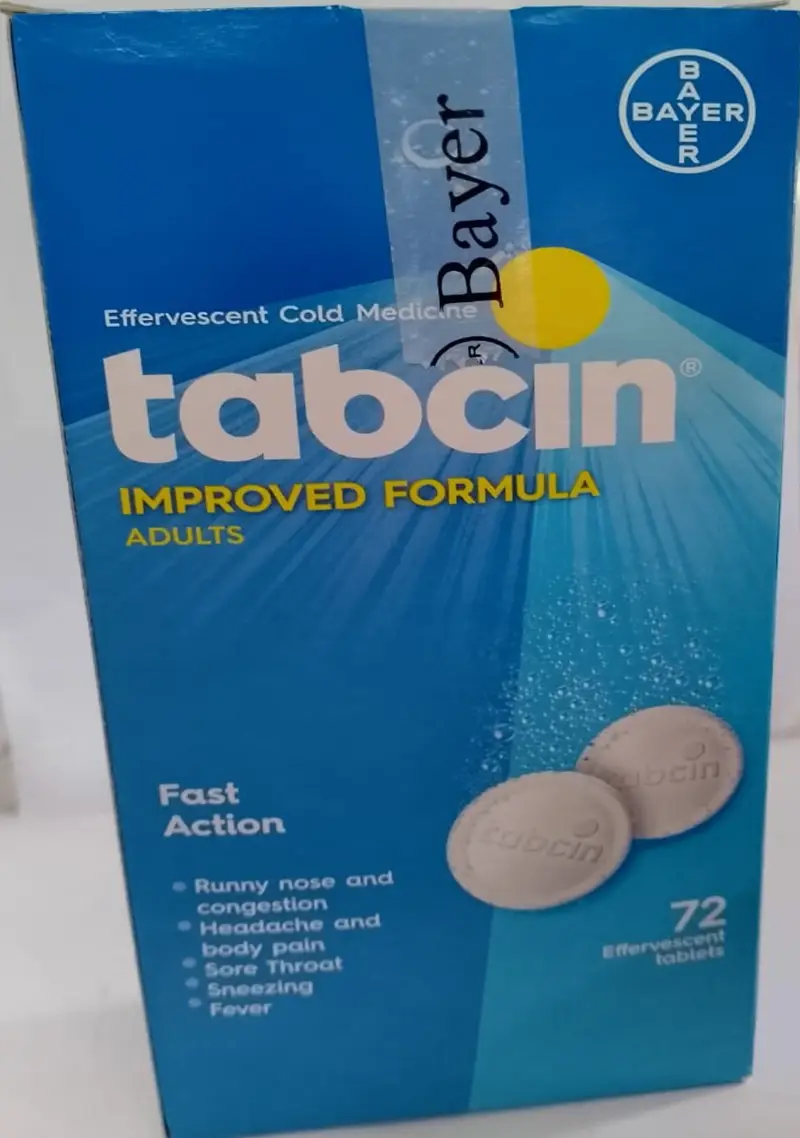 BAYER
BAYER
Bayer
R
Effervescent Cold Medicine
tabcin®
IMPROVED FORMULA
ADULTS
tabcin
tabcin
Fast
Action
• Runny nose and
congestion
• Headache and
body pain
• Sore Throat
• Sneezing
• Fever
72
Effervescent
tablets